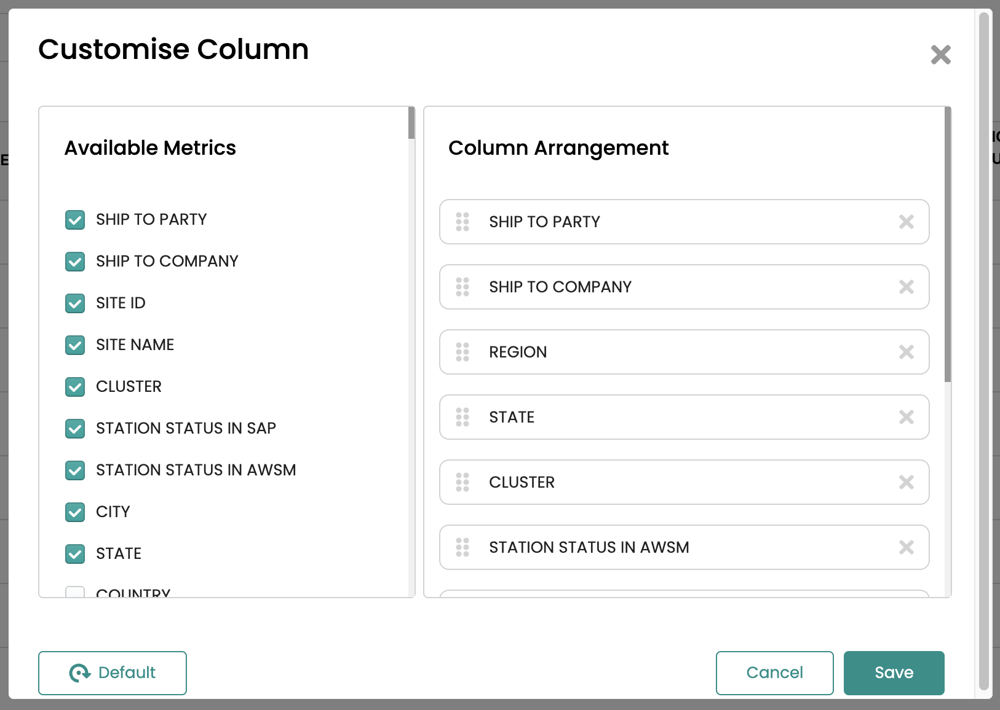 Customise Column
Available Metrics
SHIP TO PARTY
SHIP TO COMPANY
SITE ID
SITE NAME
CLUSTER
STATION STATUS IN SAP
STATION STATUS IN AWSM
CITY
STATE
COUNTRY
Column Arrangement
SHIP TO PARTY
SHIP TO COMPANY
REGION
STATE
CLUSTER
STATION STATUS IN AWSM
Default
Cancel
Save